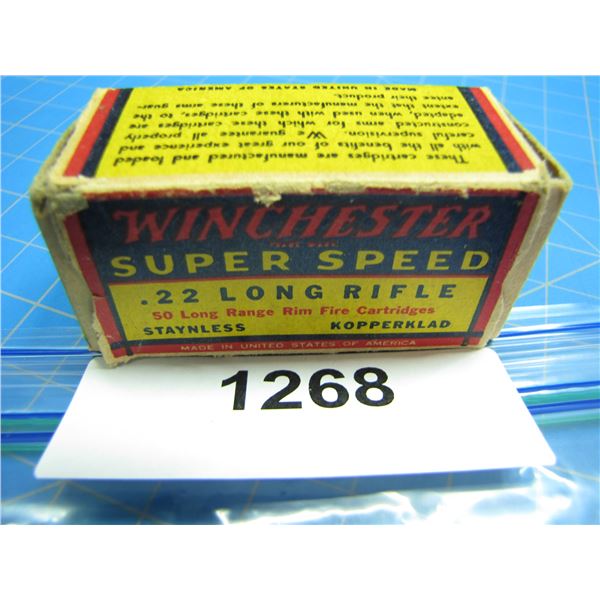 These cartridges are manufactured and loaded
with all the benefits of our great experience and
careful supervision. We guarantee all properly
constructed arms for which these cartridges are
adapted, when used with these cartridges, to the
extent that the manufacturers of these arms guar-
antee their product.
MADE IN UNITED STATES OF AMERICA
WINCHESTER
TRADE MARK
SUPER SPEED
.22 LONG RIFLE
50 Long Range Rim Fire Cartridges
STAYNLESS KOPPERKLAD
MADE IN UNITED STATES OF AMERICA
1268